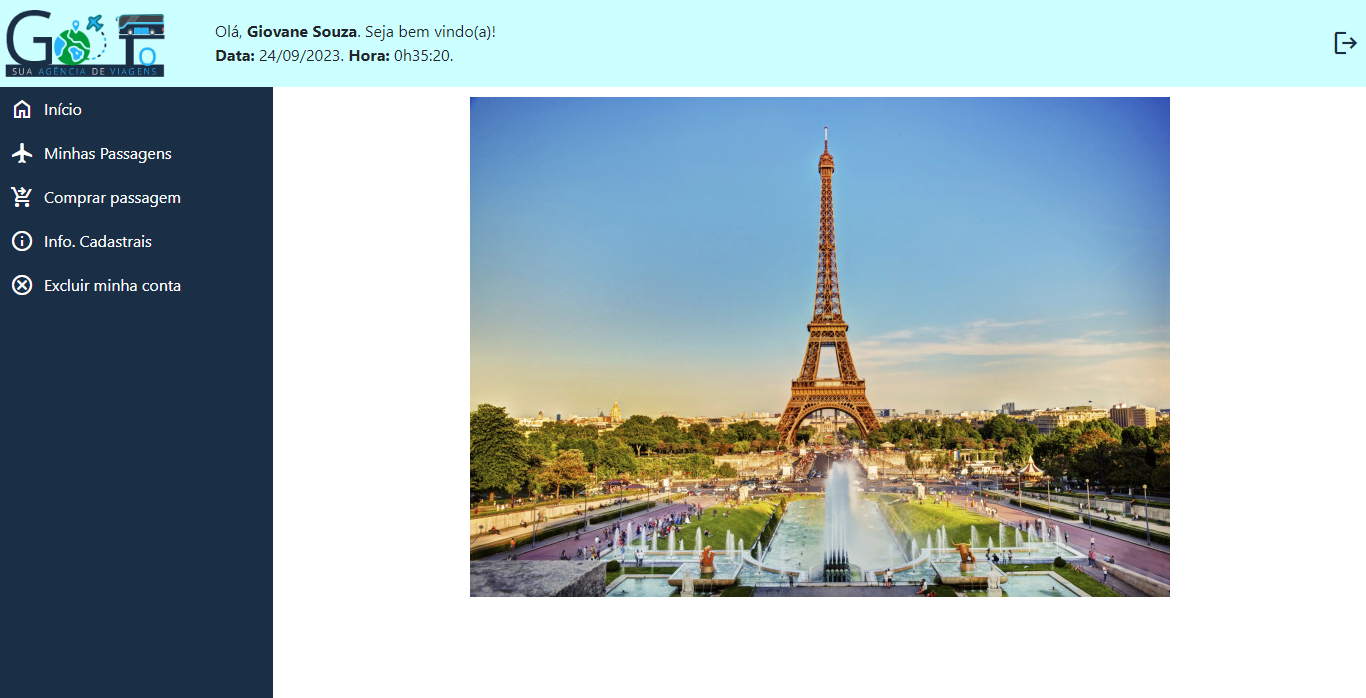 GoTo
SUA AGÊNCIA DE VIAGENS
Olá, Giovane Souza. Seja bem vindo(a)!
Data: 24/09/2023. Hora: 0h35:20.
Início
Minhas Passagens
Comprar passagem
Info. Cadastrais
Excluir minha conta